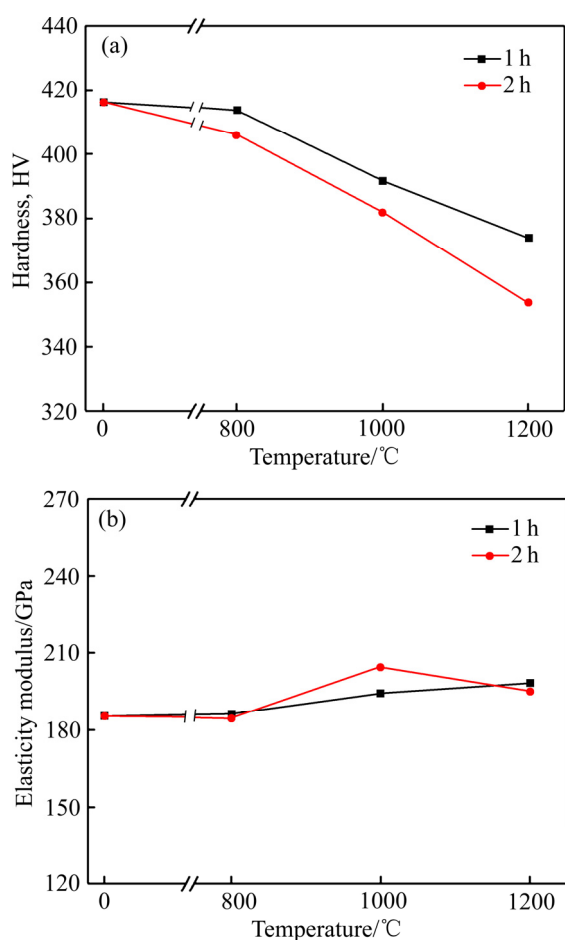 (a)
1 h
2 h
440
420
400
380
360
340
320
Hardness, HV
0 800 1000 1200
Temperature/℃
(b)
1 h
2 h
270
240
210
180
150
120
Elasticity modulus/GPa
0 800 1000 1200
Temperature/℃